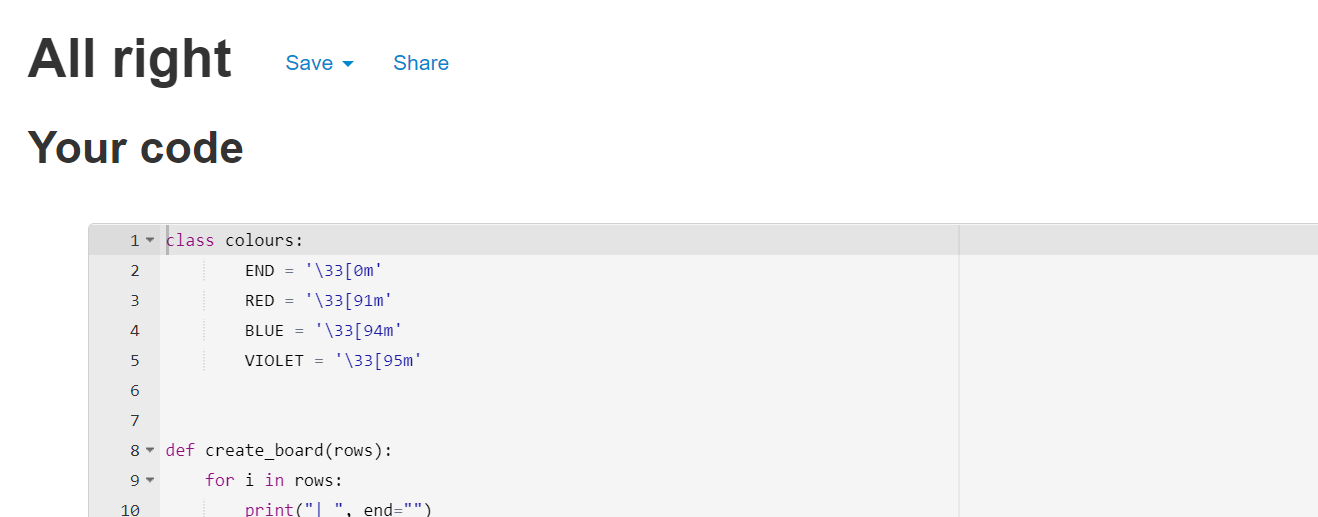 All right Save Share
Your code
1 class colours:
2 END = '\33[0m'
3 RED = '\33[91m'
4 BLUE = '\33[94m'
5 VIOLET = '\33[95m'
6
7
8 def create_board(rows):
9 for i in rows:
10 print("| ", end="")